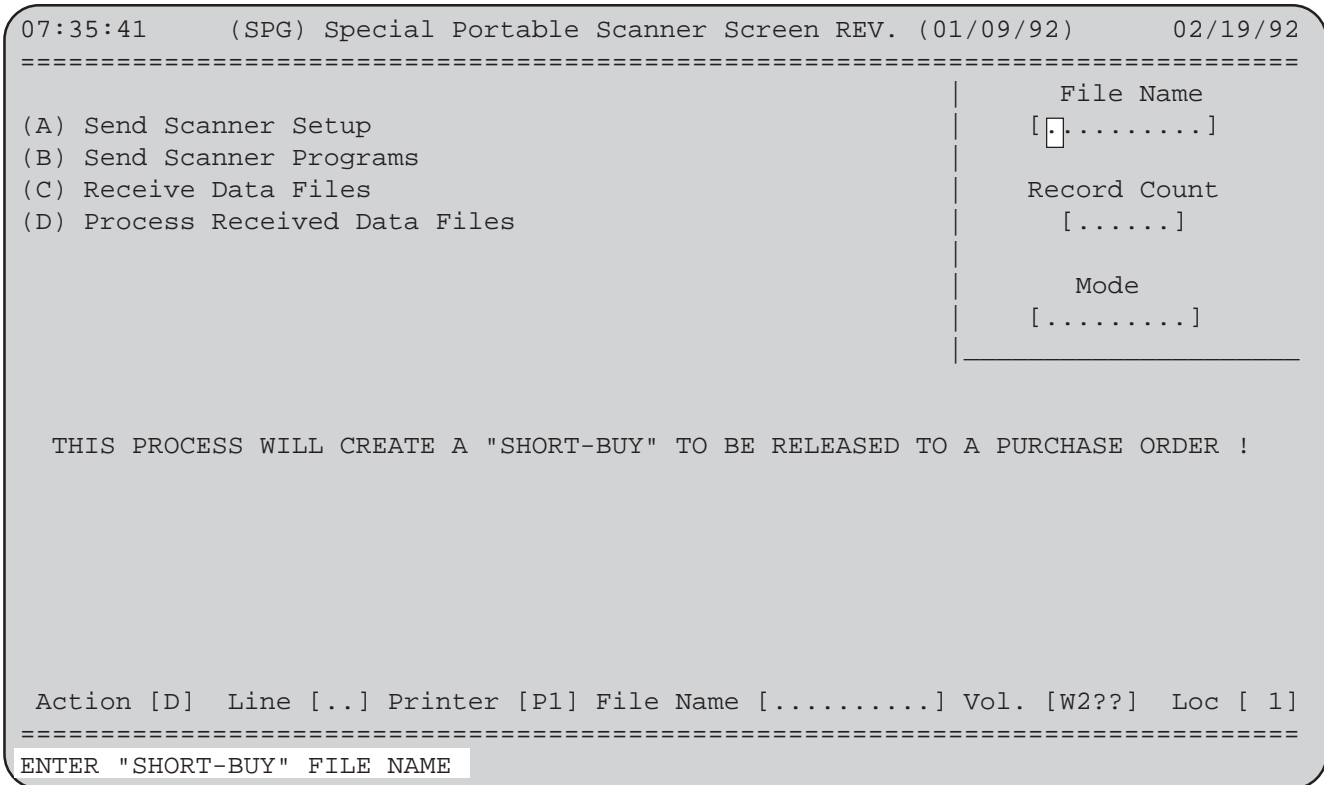 07:35:41 (SPG) Special Portable Scanner Screen REV. (01/09/92) 02/19/92
================================================================================
| File Name
(A) Send Scanner Setup | [..........]
(B) Send Scanner Programs |
(C) Receive Data Files | Record Count
(D) Process Received Data Files | [......]
|
| Mode
| [.........]
|_____________________
THIS PROCESS WILL CREATE A "SHORT-BUY" TO BE RELEASED TO A PURCHASE ORDER !
Action [D] Line [..] Printer [P1] File Name [..........] Vol. [W2??] Loc [ 1]
================================================================================
ENTER "SHORT-BUY" FILE NAME